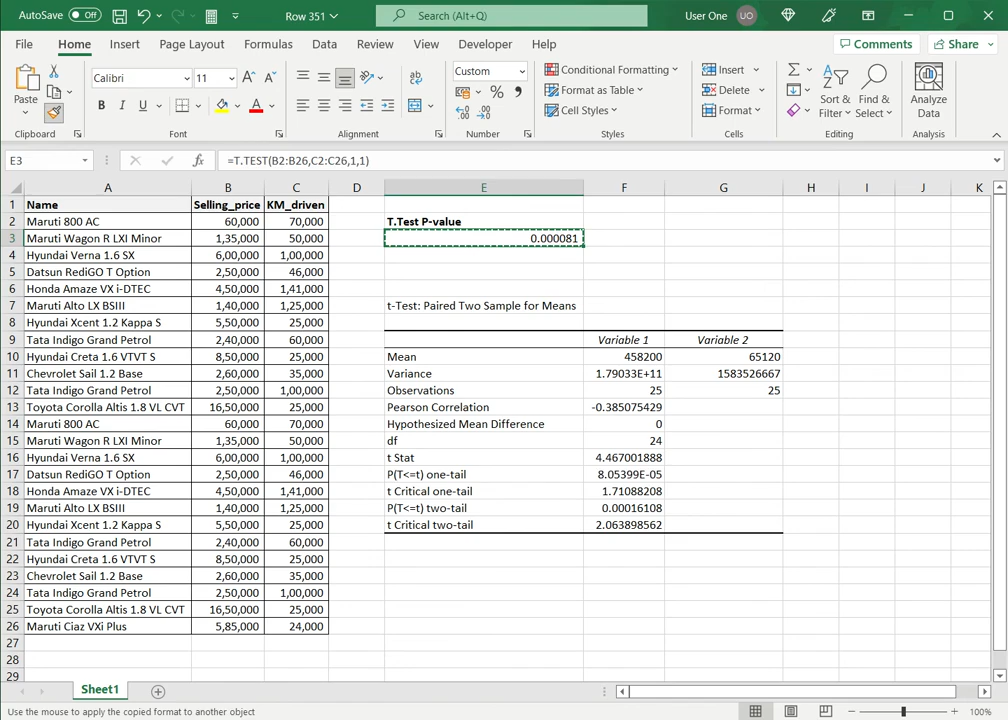 AutoSave Off Row 351 Search (Alt+Q) User One UO
File Home Insert Page Layout Formulas Data Review View Developer Help Comments Share
Paste
Calibri 11
B I U A
ab
Custom
% 9
Conditional Formatting
Format as Table
Cell Styles
Insert
Delete
Format
Sort & Filter
Find & Select
Analyze Data
Clipboard Font Alignment Number Styles Cells Editing Analysis
E3 fx =T.TEST(B2:B26,C2:C26,1,1)
A B C D E F G H I J K
1 Name Selling_price KM_driven
2 Maruti 800 AC 60,000 70,000 T.Test P-value
3 Maruti Wagon R LXI Minor 1,35,000 50,000 0.000081
4 Hyundai Verna 1.6 SX 6,00,000 1,00,000
5 Datsun RediGO T Option 2,50,000 46,000
6 Honda Amaze VX i-DTEC 4,50,000 1,41,000
7 Maruti Alto LX BSIII 1,40,000 1,25,000 t-Test: Paired Two Sample for Means
8 Hyundai Xcent 1.2 Kappa S 5,50,000 25,000
9 Tata Indigo Grand Petrol 2,40,000 60,000 Variable 1 Variable 2
10 Hyundai Creta 1.6 VTVT S 8,50,000 25,000 Mean 458200 65120
11 Chevrolet Sail 1.2 Base 2,60,000 35,000 Variance 1.79033E+11 1583526667
12 Tata Indigo Grand Petrol 2,50,000 1,00,000 Observations 25 25
13 Toyota Corolla Altis 1.8 VL CVT 16,50,000 25,000 Pearson Correlation -0.385075429
14 Maruti 800 AC 60,000 70,000 Hypothesized Mean Difference 0
15 Maruti Wagon R LXI Minor 1,35,000 50,000 df 24
16 Hyundai Verna 1.6 SX 6,00,000 1,00,000 t Stat 4.467001888
17 Datsun RediGO T Option 2,50,000 46,000 P(T<=t) one-tail 8.05399E-05
18 Honda Amaze VX i-DTEC 4,50,000 1,41,000 t Critical one-tail 1.71088208
19 Maruti Alto LX BSIII 1,40,000 1,25,000 P(T<=t) two-tail 0.00016108
20 Hyundai Xcent 1.2 Kappa S 5,50,000 25,000 t Critical two-tail 2.063898562
21 Tata Indigo Grand Petrol 2,40,000 60,000
22 Hyundai Creta 1.6 VTVT S 8,50,000 25,000
23 Chevrolet Sail 1.2 Base 2,60,000 35,000
24 Tata Indigo Grand Petrol 2,50,000 1,00,000
25 Toyota Corolla Altis 1.8 VL CVT 16,50,000 25,000
26 Maruti Ciaz VXi Plus 5,85,000 24,000
27
28
29
Sheet1
Use the mouse to apply the copied format to another object 100%